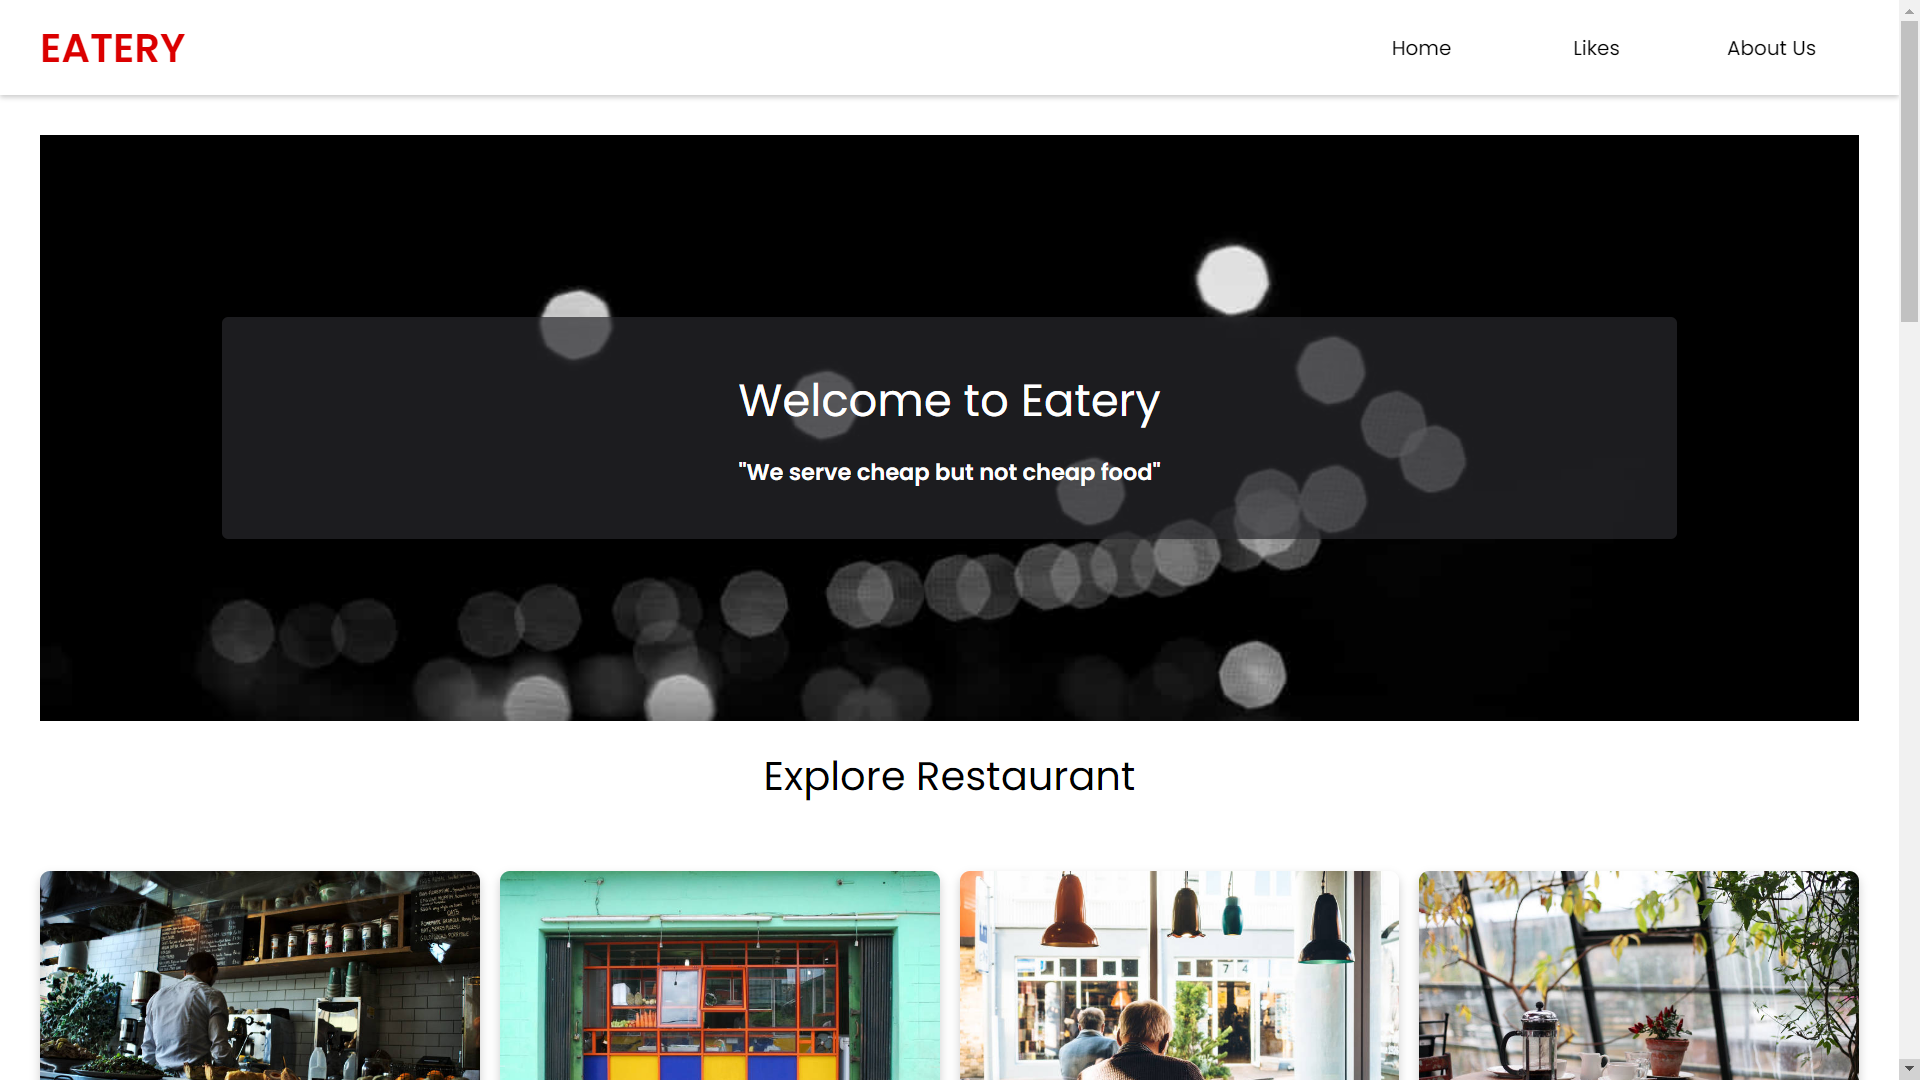 EATERY
Home
Likes
About Us
Welcome to Eatery
"We serve cheap but not cheap food"
Explore Restaurant